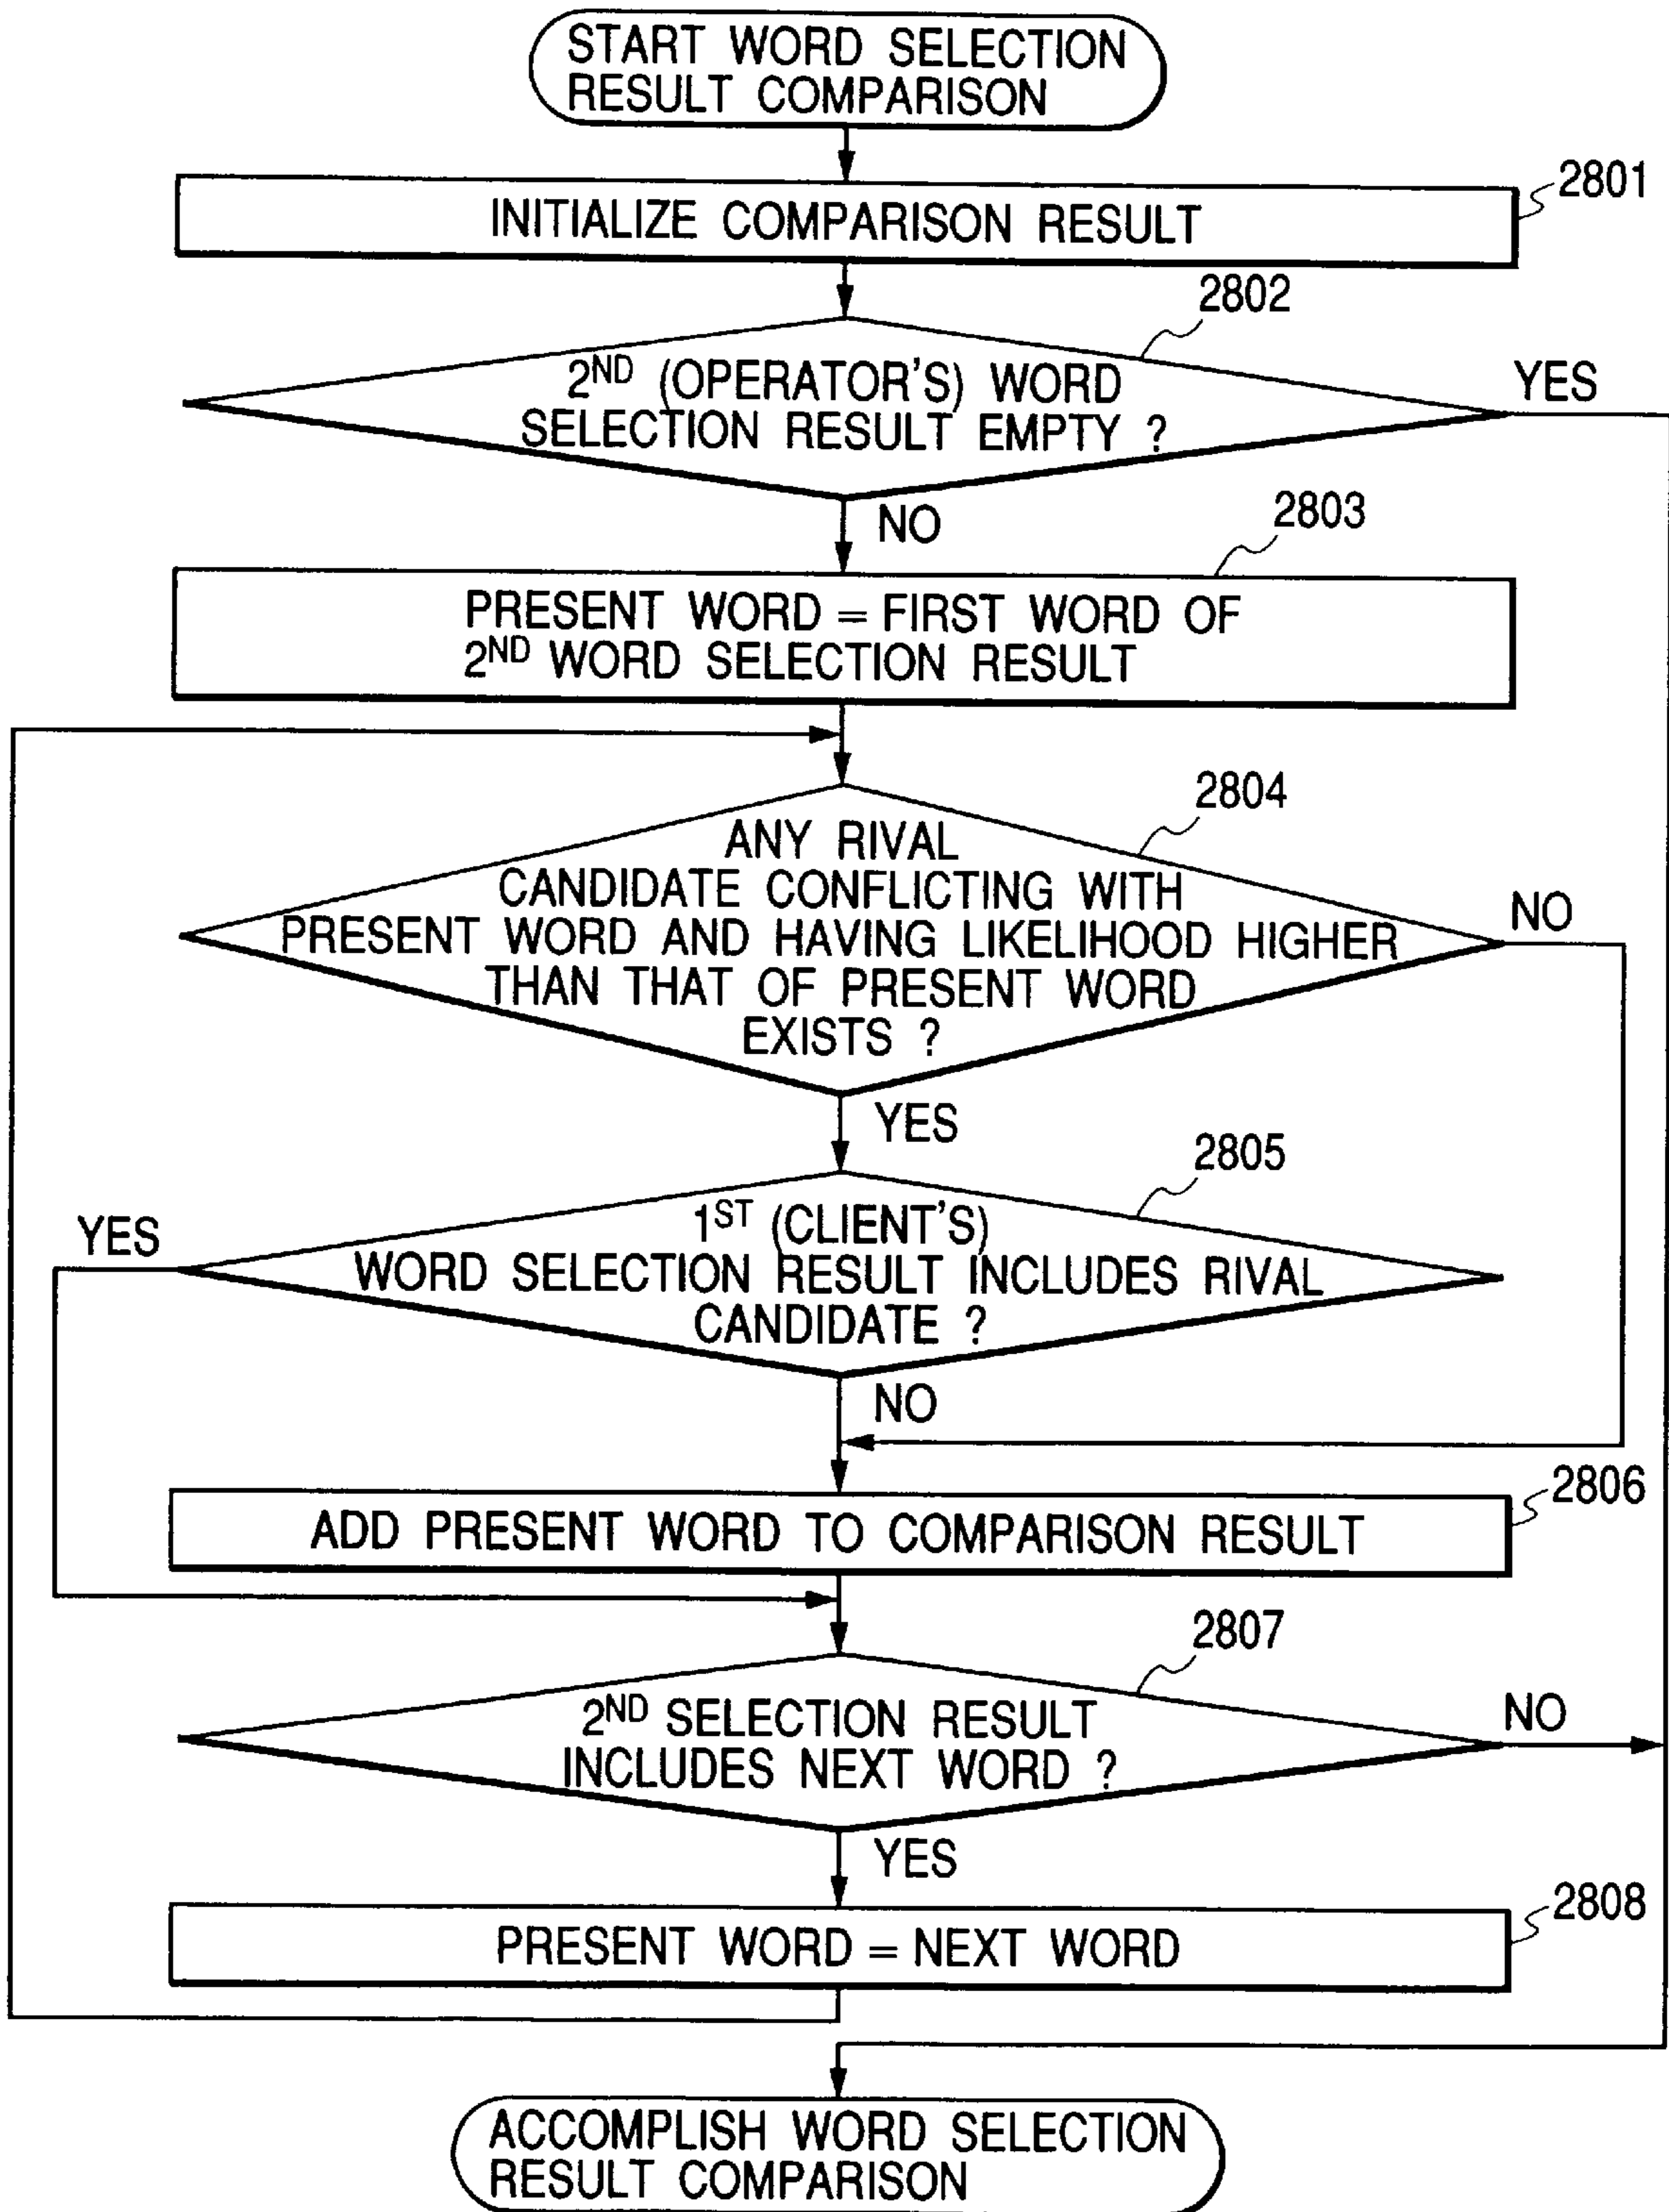 START WORD SELECTION
RESULT COMPARISON
2801
INITIALIZE COMPARISON RESULT
2802
2ND (OPERATOR'S) WORD
SELECTION RESULT EMPTY ?
YES
NO
2803
PRESENT WORD = FIRST WORD OF
2ND WORD SELECTION RESULT
2804
ANY RIVAL
CANDIDATE CONFLICTING WITH
PRESENT WORD AND HAVING LIKELIHOOD HIGHER
THAN THAT OF PRESENT WORD
EXISTS ?
NO
YES
2805
1ST (CLIENT'S)
WORD SELECTION RESULT INCLUDES RIVAL
CANDIDATE ?
YES
NO
2806
ADD PRESENT WORD TO COMPARISON RESULT
2807
2ND SELECTION RESULT
INCLUDES NEXT WORD ?
NO
YES
2808
PRESENT WORD = NEXT WORD
ACCOMPLISH WORD SELECTION
RESULT COMPARISON